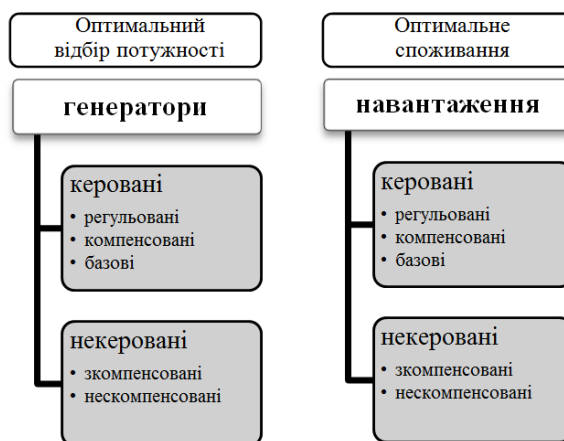 Оптимальний
відбір потужності
генератори
керовані
• регульовані
• компенсовані
• базові
некеровані
• зкомпенсовані
• нескомпенсовані
Оптимальне
споживання
навантаження
керовані
• регульовані
• компенсовані
• базові
некеровані
• зкомпенсовані
• нескомпенсовані